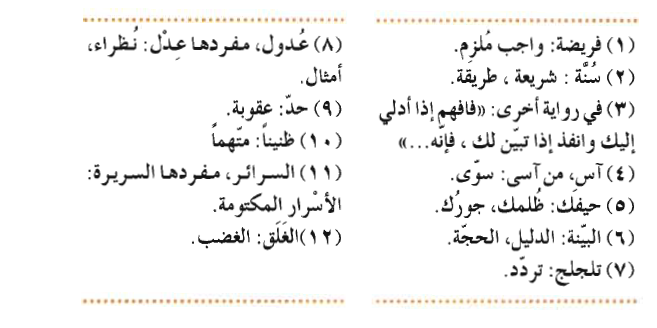 (١) فريضة: واجب مُلزِم.
(٢) سُنَّة : شريعة ، طريقة.
(٣) في رواية أخرى: «فافهم إذا أدلي
إليك وانفذ إذا تبيّن لك ، فإنّه...»
(٤) آس، من آسى: سوّى.
(٥) حيفَك: ظُلمك، جورُك.
(٦) البيّنة: الدليل، الحجّة.
(٧) تلجلج: تردّد.
(٨) عُدول، مفردها عِدْل: نُظراء،
أمثال.
(٩) حدّ: عقوبة.
(١٠) ظنيناً: متّهماً
(١١) السرائر، مفردها السريرة:
الأسْرار المكتومة.
(١٢)الغَلَق: الغضب.